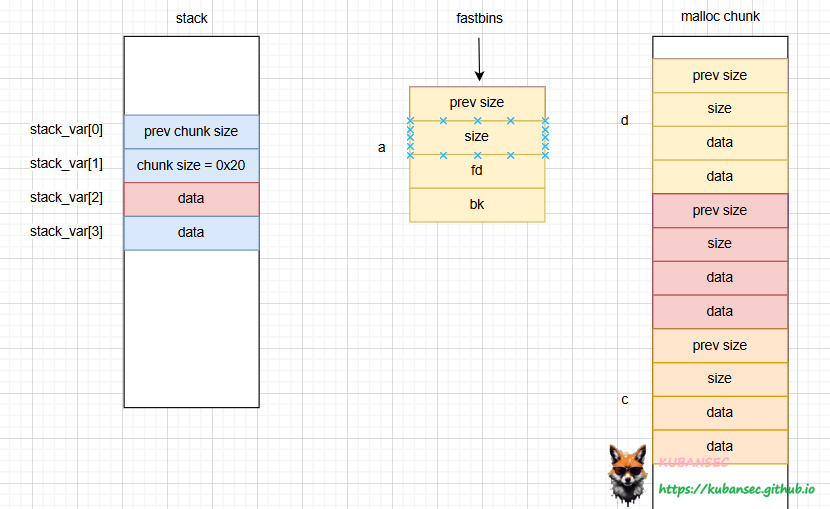 stack
stack_var[0]
prev chunk size
stack_var[1]
chunk size = 0x20
stack_var[2]
data
stack_var[3]
data
fastbins
prev size
a
size
fd
bk
malloc chunk
prev size
d
size
data
data
prev size
size
data
data
prev size
size
c
data
data
KUBANSEC
https://kubansec.github.io